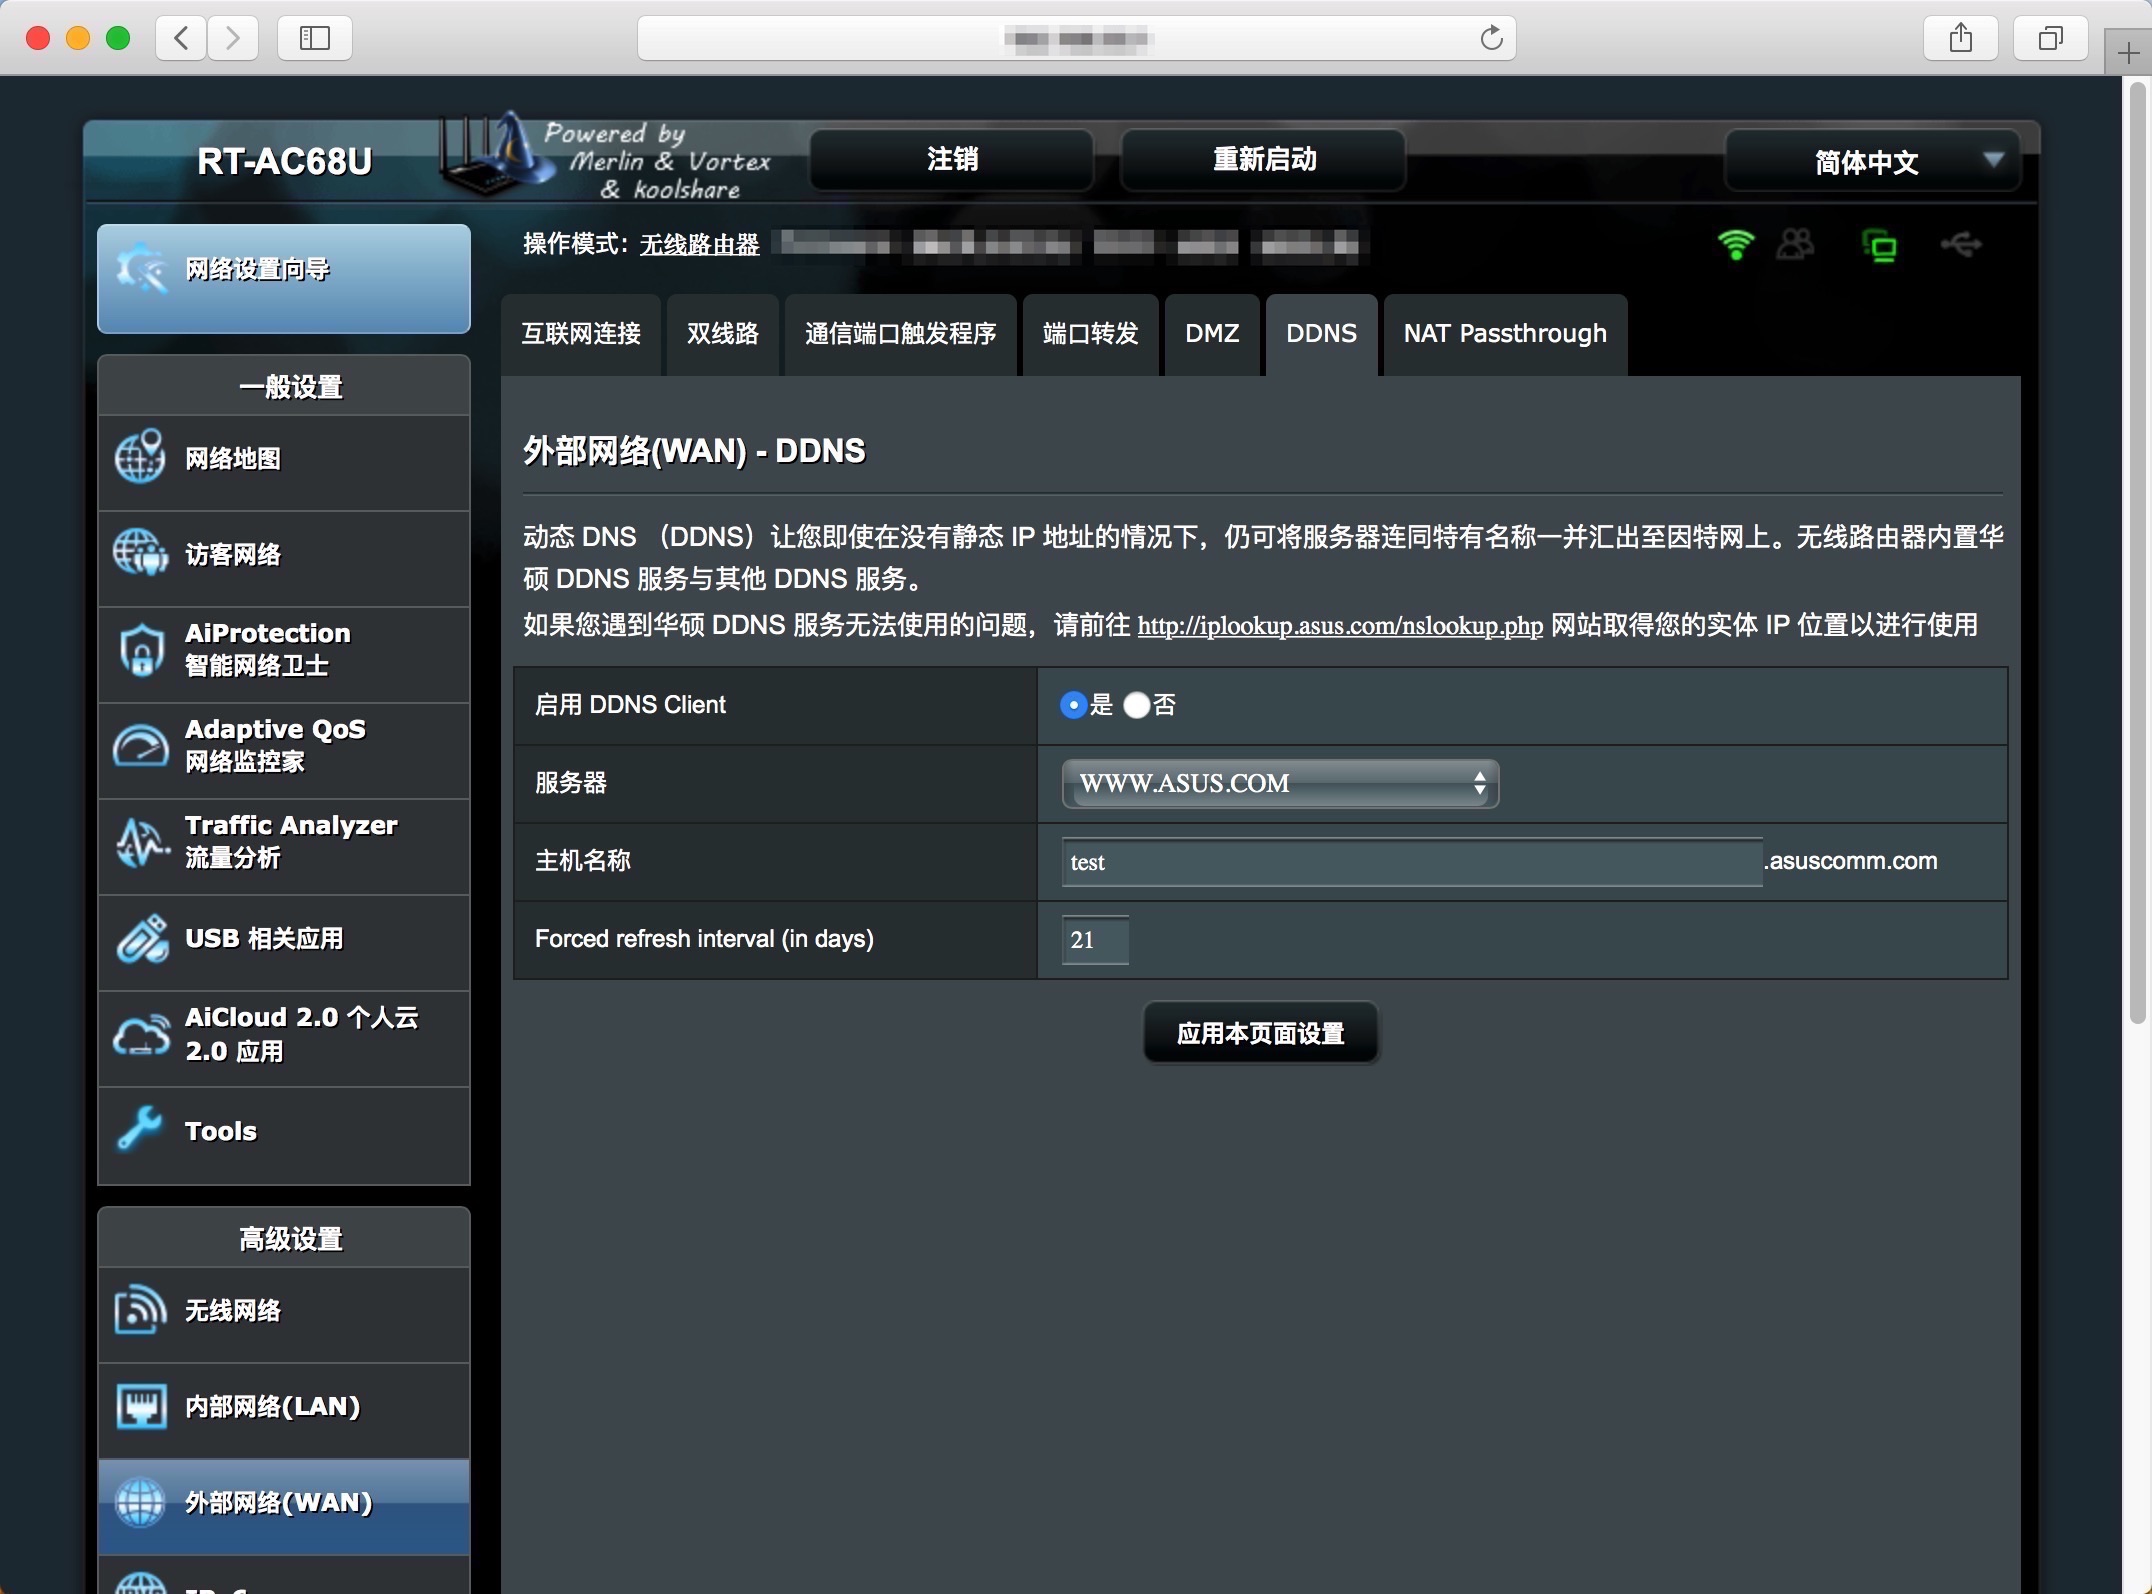 RT-AC68U
Powered by
Merlin & Vortex
& koolshare
注销
重新启动
简体中文
网络设置向导
一般设置
网络地图
访客网络
AiProtection
智能网络卫士
Adaptive QoS
网络监控家
Traffic Analyzer
流量分析
USB 相关应用
AiCloud 2.0 个人云
2.0 应用
Tools
高级设置
无线网络
内部网络(LAN)
外部网络(WAN)
操作模式: 无线路由器
互联网连接
双线路
通信端口触发程序
端口转发
DMZ
DDNS
NAT Passthrough
外部网络(WAN) - DDNS
动态 DNS （DDNS）让您即使在没有静态 IP 地址的情况下，仍可将服务器连同特有名称一并汇出至因特网上。无线路由器内置华
硕 DDNS 服务与其他 DDNS 服务。
如果您遇到华硕 DDNS 服务无法使用的问题，请前往 http://iplookup.asus.com/nslookup.php 网站取得您的实体 IP 位置以进行使用
启用 DDNS Client
是 否
服务器
WWW.ASUS.COM
主机名称
test .asuscomm.com
Forced refresh interval (in days)
21
应用本页面设置